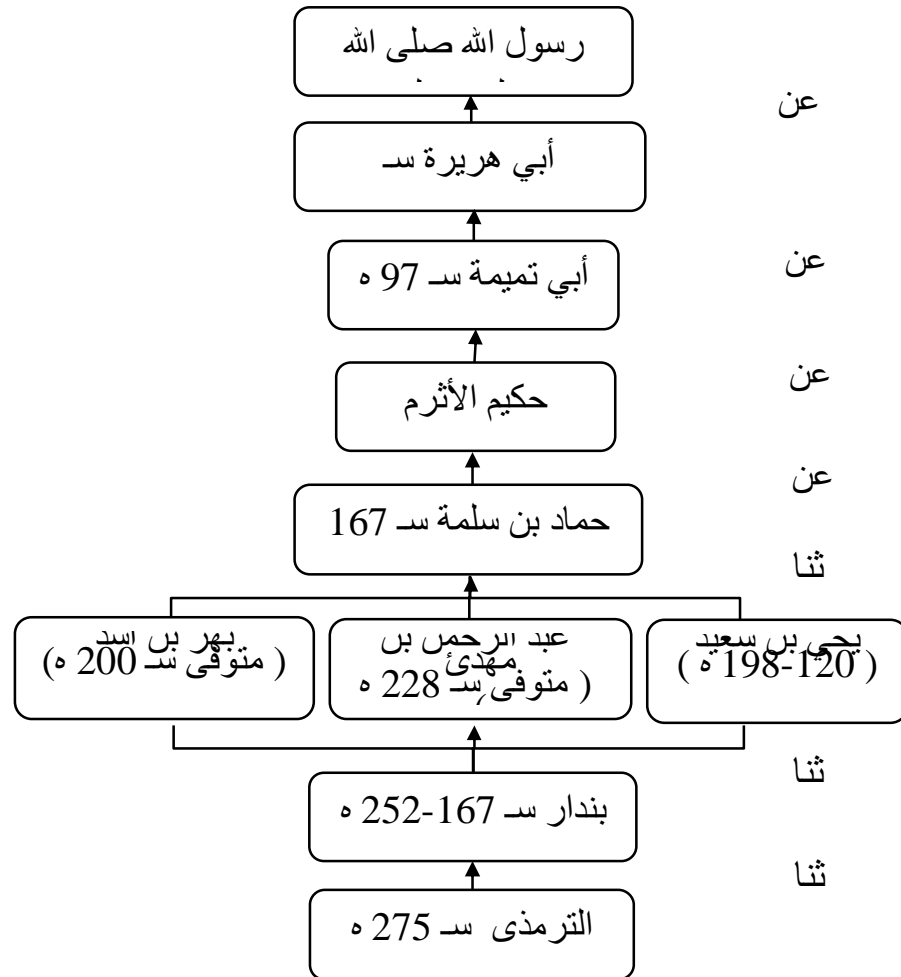 رسول الله صلى الله
عن
أبي هريرة سـ
عن
أبي تميمة سـ 97 ه
عن
حكيم الأثرم
عن
حماد بن سلمة سـ 167
ثنا
يحي بن سعيد
( 120-198 ه )
عبد الرحمن بن
مهدئ
( متوفى سـ 228 ه
بهز بن اسد
( متوفى سـ 200 ه)
ثنا
بندار سـ 167-252 ه
ثنا
الترمذى سـ 275 ه